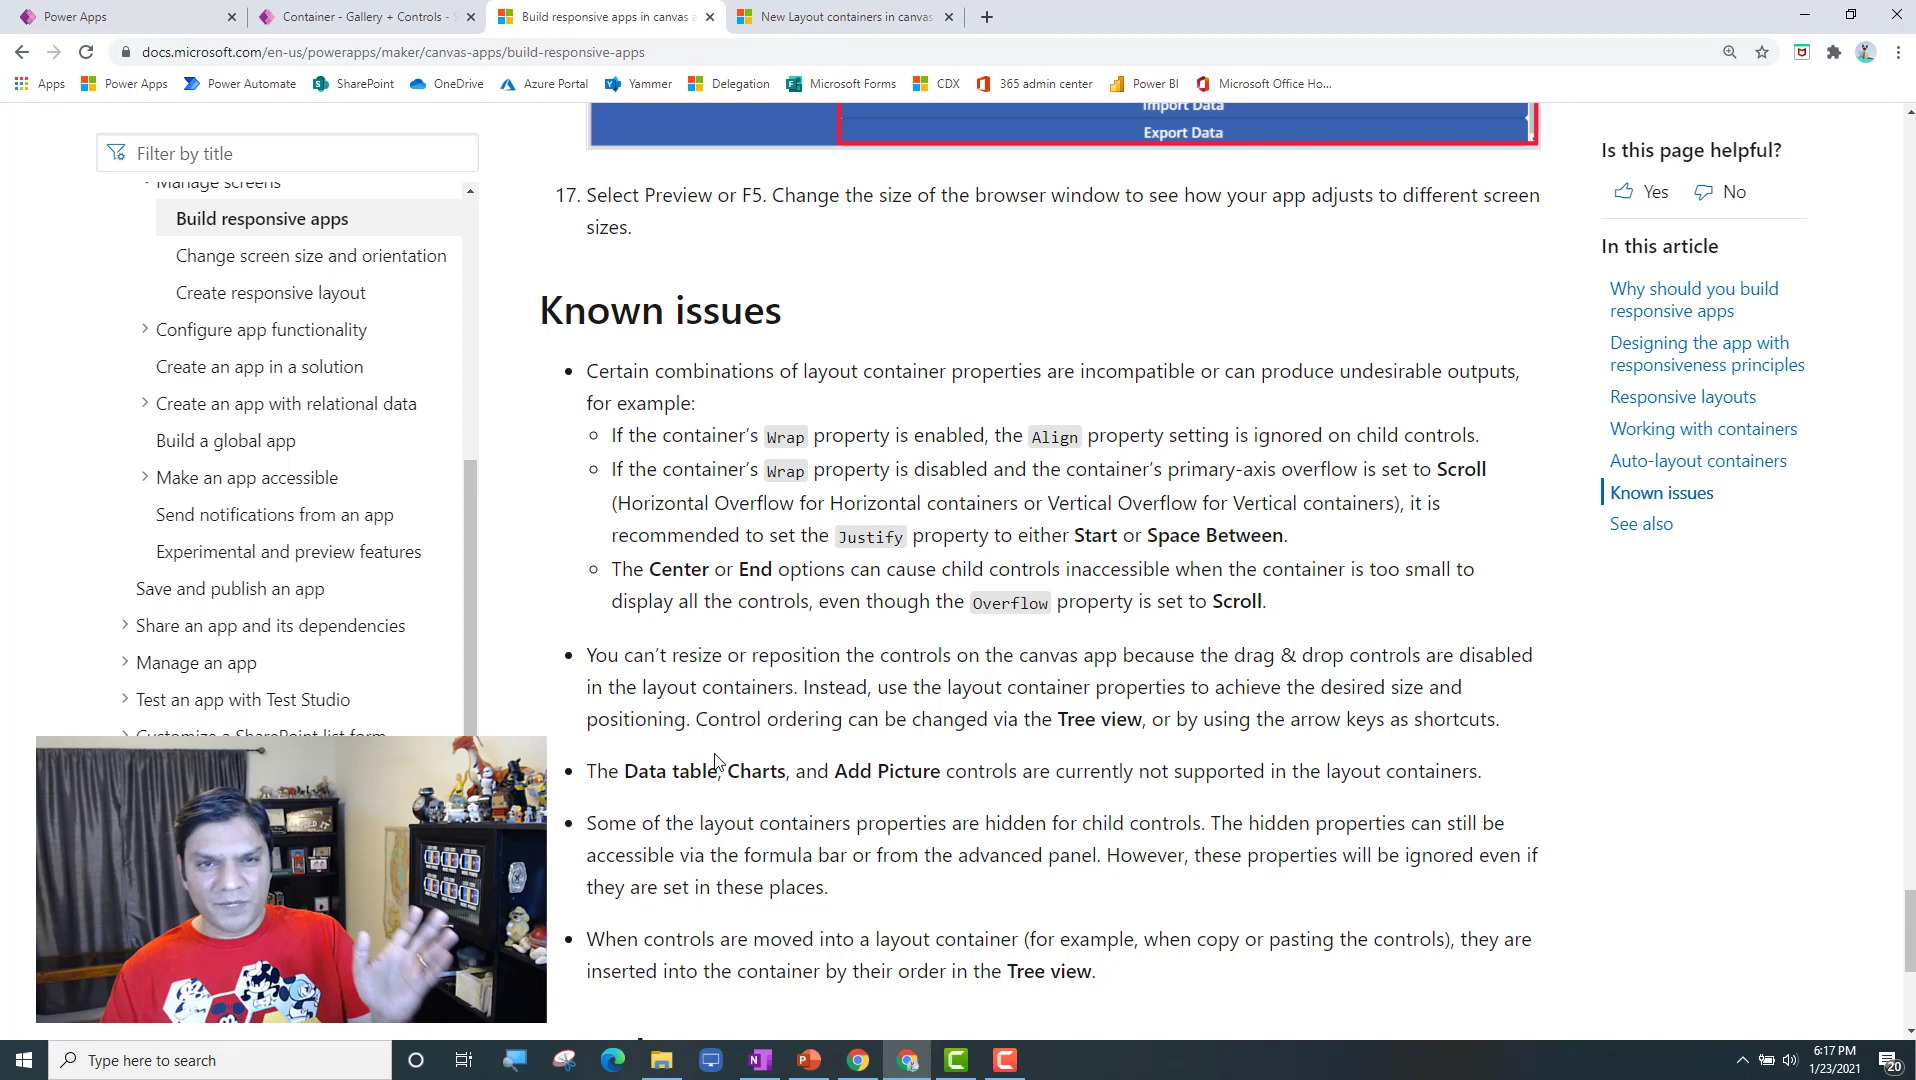 Power Apps
Container - Gallery + Controls - S
Build responsive apps in canvas a
New Layout containers in canvas
docs.microsoft.com/en-us/powerapps/maker/canvas-apps/build-responsive-apps
Apps Power Apps Power Automate SharePoint OneDrive Azure Portal Yammer Delegation Microsoft Forms CDX 365 admin center Power BI Microsoft Office Ho...
Filter by title
Manage screens
Build responsive apps
Change screen size and orientation
Create responsive layout
Configure app functionality
Create an app in a solution
Create an app with relational data
Build a global app
Make an app accessible
Send notifications from an app
Experimental and preview features
Save and publish an app
Share an app and its dependencies
Manage an app
Test an app with Test Studio
Customize a SharePoint list form
Import Data
Export Data
17. Select Preview or F5. Change the size of the browser window to see how your app adjusts to different screen
sizes.
Known issues
• Certain combinations of layout container properties are incompatible or can produce undesirable outputs,
for example:
○ If the container's Wrap property is enabled, the Align property setting is ignored on child controls.
○ If the container's Wrap property is disabled and the container's primary-axis overflow is set to Scroll
(Horizontal Overflow for Horizontal containers or Vertical Overflow for Vertical containers), it is
recommended to set the Justify property to either Start or Space Between.
○ The Center or End options can cause child controls inaccessible when the container is too small to
display all the controls, even though the Overflow property is set to Scroll.
• You can't resize or reposition the controls on the canvas app because the drag & drop controls are disabled
in the layout containers. Instead, use the layout container properties to achieve the desired size and
positioning. Control ordering can be changed via the Tree view, or by using the arrow keys as shortcuts.
• The Data table, Charts, and Add Picture controls are currently not supported in the layout containers.
• Some of the layout containers properties are hidden for child controls. The hidden properties can still be
accessible via the formula bar or from the advanced panel. However, these properties will be ignored even if
they are set in these places.
• When controls are moved into a layout container (for example, when copy or pasting the controls), they are
inserted into the container by their order in the Tree view.
Is this page helpful?
Yes No
In this article
Why should you build
responsive apps
Designing the app with
responsiveness principles
Responsive layouts
Working with containers
Auto-layout containers
Known issues
See also
Type here to search
6:17 PM
1/23/2021
20